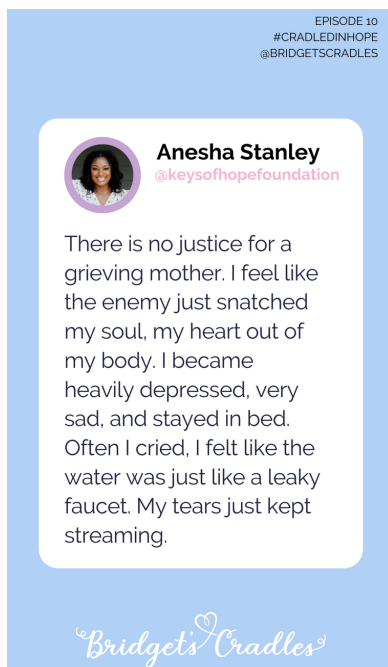 EPISODE 10
#CRADLEDINHOPE
@BRIDGETSCRADLES
Anesha Stanley
@keysofhopefoundation
There is no justice for a
grieving mother. I feel like
the enemy just snatched
my soul, my heart out of
my body. I became
heavily depressed, very
sad, and stayed in bed.
Often I cried, I felt like the
water was just like a leaky
faucet. My tears just kept
streaming.
Bridget's Cradles